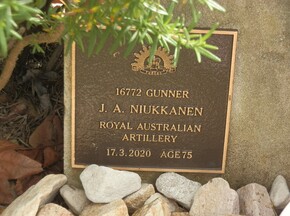 16772 GUNNER
J. A. NIUKKANEN
ROYAL AUSTRALIAN
ARTILLERY
17.3.2020 AGE 75